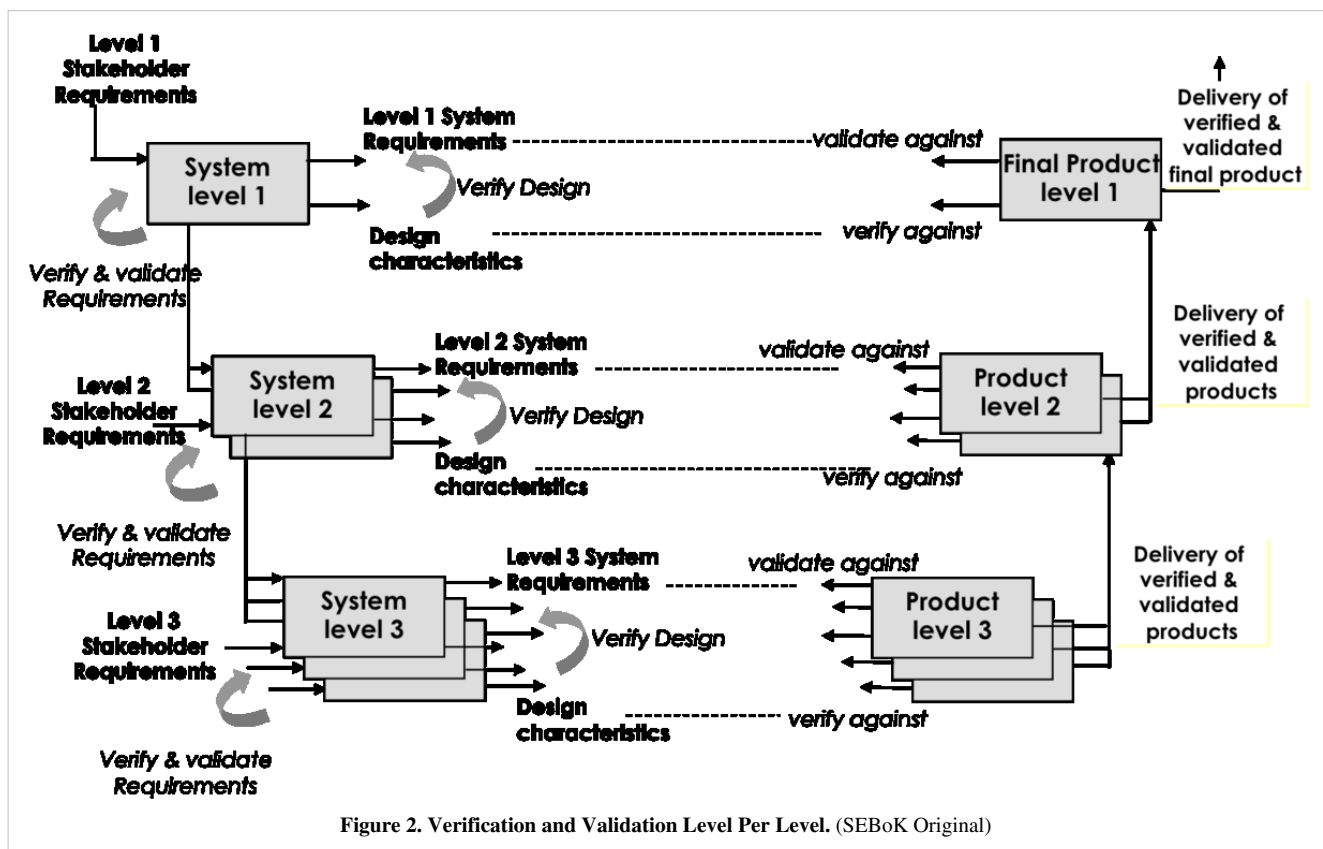 Level 1
Stakeholder
Requirements
Level 1 System
Requirements
validate against
Delivery of
verified &
validated
final product
System
level 1
Verify Design
Final Product
level 1
Design
characteristics
verify against
Verify & validate
Requirements
Level 2 System
Requirements
validate against
Delivery of
verified &
validated
products
Level 2
Stakeholder
Requirements
System
level 2
Verify Design
Product
level 2
Design
characteristics
verify against
Verify & validate
Requirements
Level 3 System
Requirements
validate against
Delivery of
verified &
validated
products
Level 3
Stakeholder
Requirements
System
level 3
Verify Design
Product
level 3
Design
characteristics
verify against
Verify & validate
Requirements
Figure 2. Verification and Validation Level Per Level. (SEBoK Original)